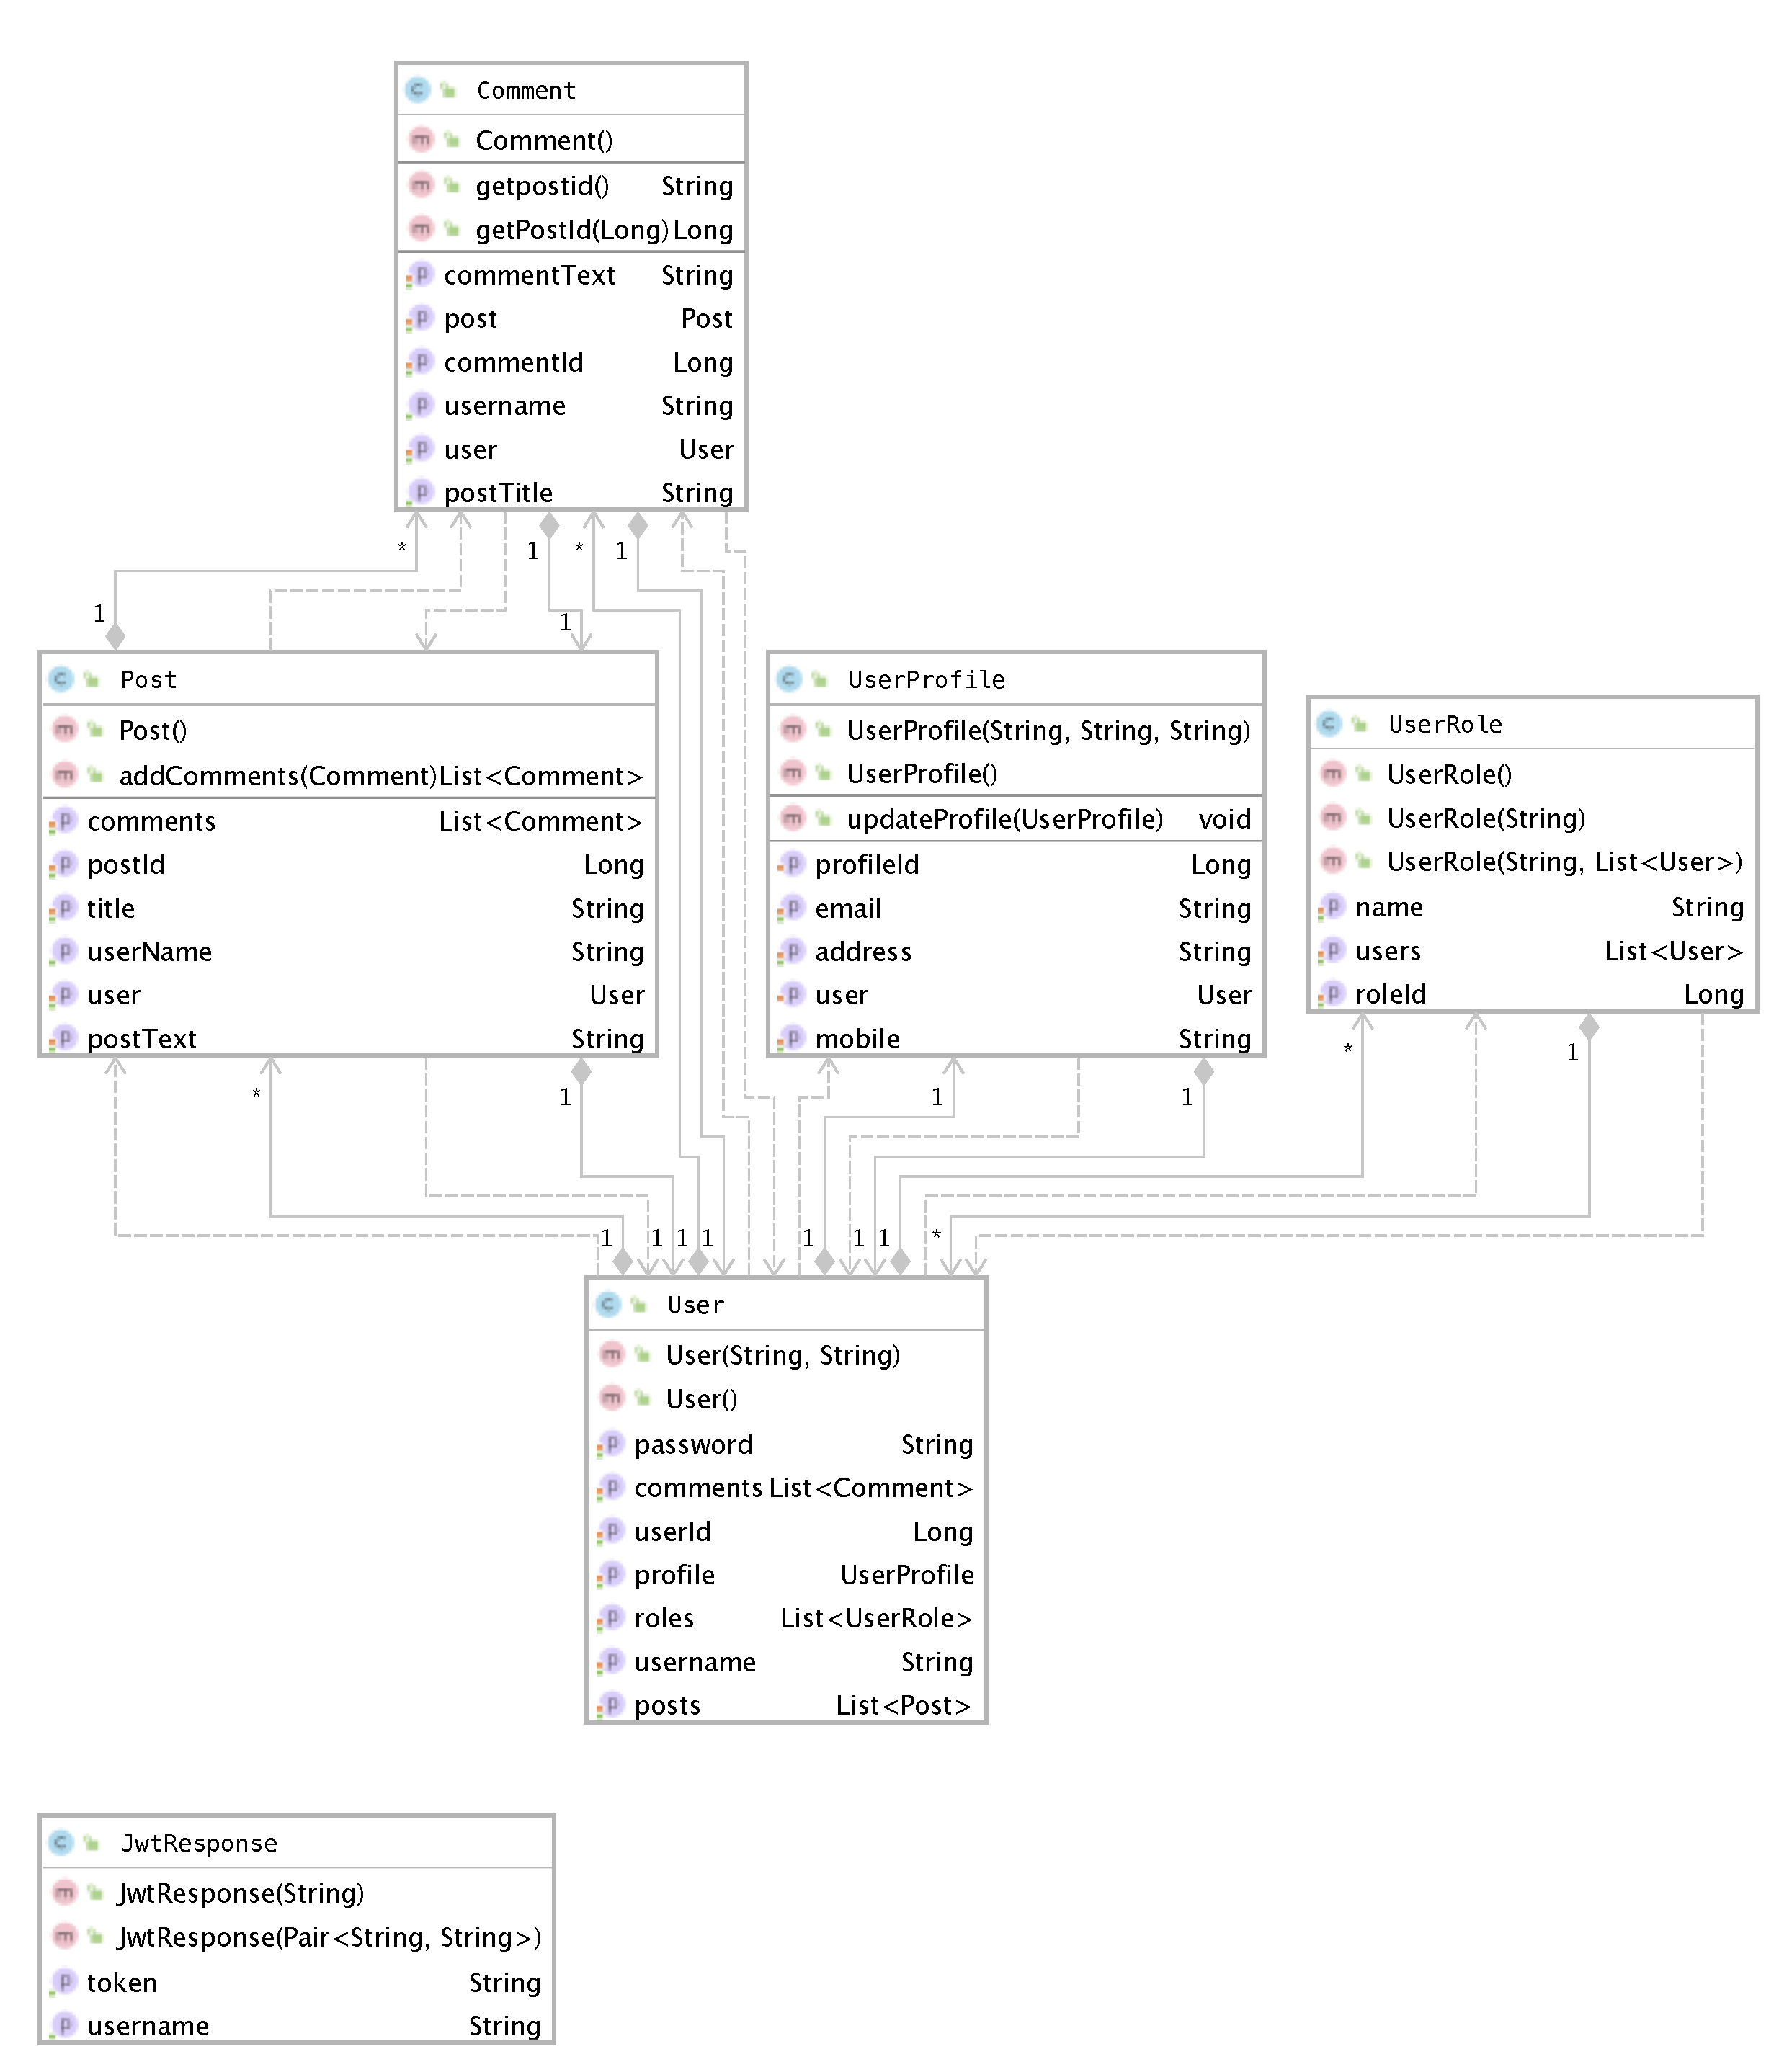 Comment
Comment()
getpostid() String
getPostId(Long) Long
commentText String
post Post
commentId Long
username String
user User
postTitle String
* 1 * 1
1 1
Post
Post()
addComments(Comment) List<Comment>
comments List<Comment>
postId Long
title String
userName String
user User
postText String
UserProfile
UserProfile(String, String, String)
UserProfile()
updateProfile(UserProfile) void
profileId Long
email String
address String
user User
mobile String
UserRole
UserRole()
UserRole(String)
UserRole(String, List<User>)
name String
users List<User>
roleId Long
* 1
* 1 1 1
1 1 1 1 1 1 1 *
User
User(String, String)
User()
password String
comments List<Comment>
userId Long
profile UserProfile
roles List<UserRole>
username String
posts List<Post>
JwtResponse
JwtResponse(String)
JwtResponse(Pair<String, String>)
token String
username String